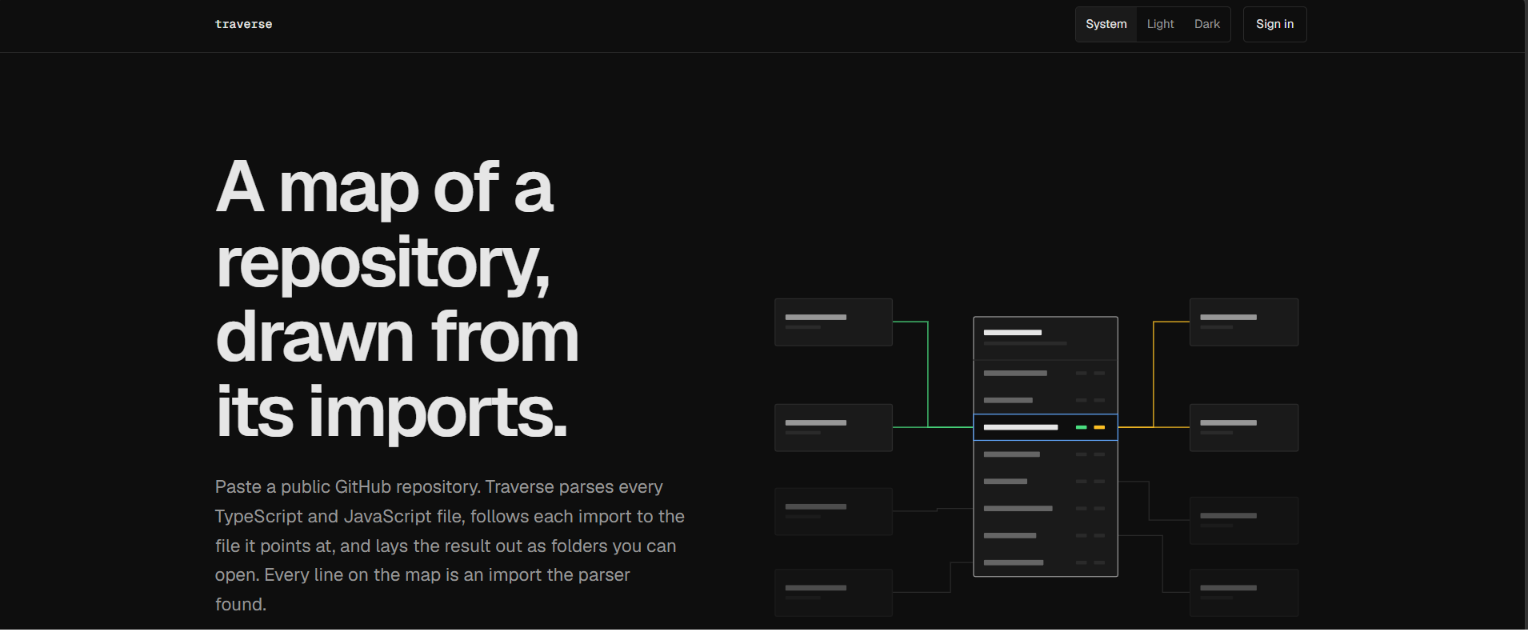 traverse
System Light Dark Sign in
A map of a
repository,
drawn from
its imports.
Paste a public GitHub repository. Traverse parses every
TypeScript and JavaScript file, follows each import to the
file it points at, and lays the result out as folders you can
open. Every line on the map is an import the parser
found.